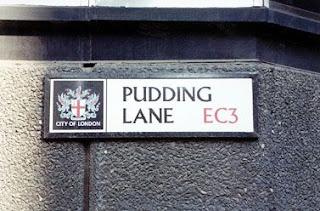 PUDDING
LANE EC3
CITY OF LONDON